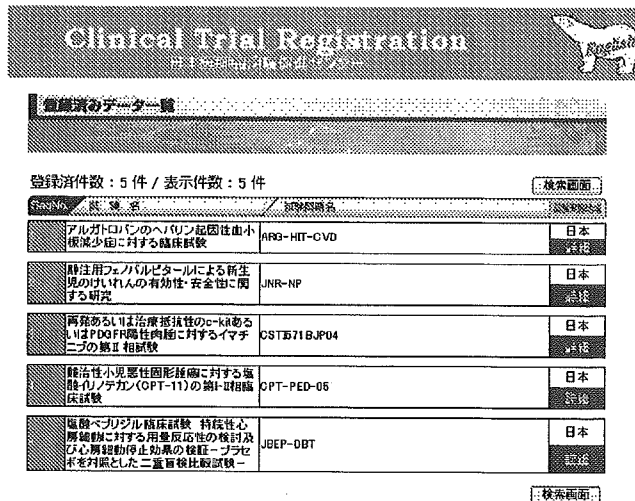 Clinical Trial Registration
English
登録済みデータ一覧
登録済件数：5 件 / 表示件数：5 件
検索画面
SeqNo. 試験名
アルガトロバンのヘパリン起因性血小
板減少症に対する臨床試験
ARG-HIT-CVD
日本
詳細
静注用フェノバルビタールによる新生
児のけいれんの有効性・安全性に関
する研究
JNR-NP
日本
詳細
再発あるいは治療抵抗性のc-kitある
いはPDGFR陽性肉腫に対するイマチ
ニブの第II 相試験
CSTI571BJP04
日本
詳細
難治性小児悪性固形腫瘍に対する塩
酸イリノテカン(CPT-11)の第I-II相臨
床試験
CPT-PED-05
日本
詳細
塩酸ベプリジル臨床試験 持続性心
房細動に対する用量反応性の検討及
び心房細動停止効果の検証－プラセ
ボを対照とした二重盲検比較試験－
JBEP-DBT
日本
詳細
検索画面